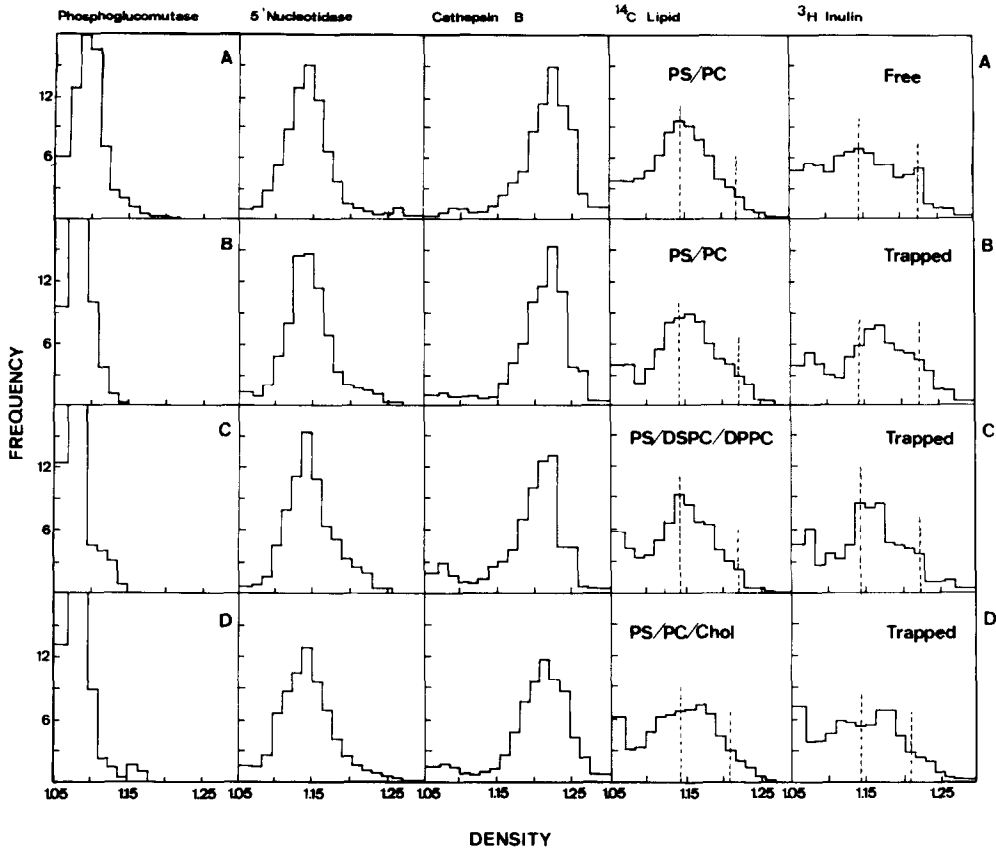 Phosphoglucomutase 5'Nucleotidase Cathepsin B 14C Lipid 3H Inulin
A PS/PC Free A
12
6
B PS/PC Trapped B
12
6
C PS/DSPC/DPPC Trapped C
12
6
D PS/PC/Chol Trapped D
12
6
FREQUENCY
1.05 1.15 1.25 1.05 1.15 1.25 1.05 1.15 1.25 1.05 1.15 1.25 1.05 1.15 1.25
DENSITY